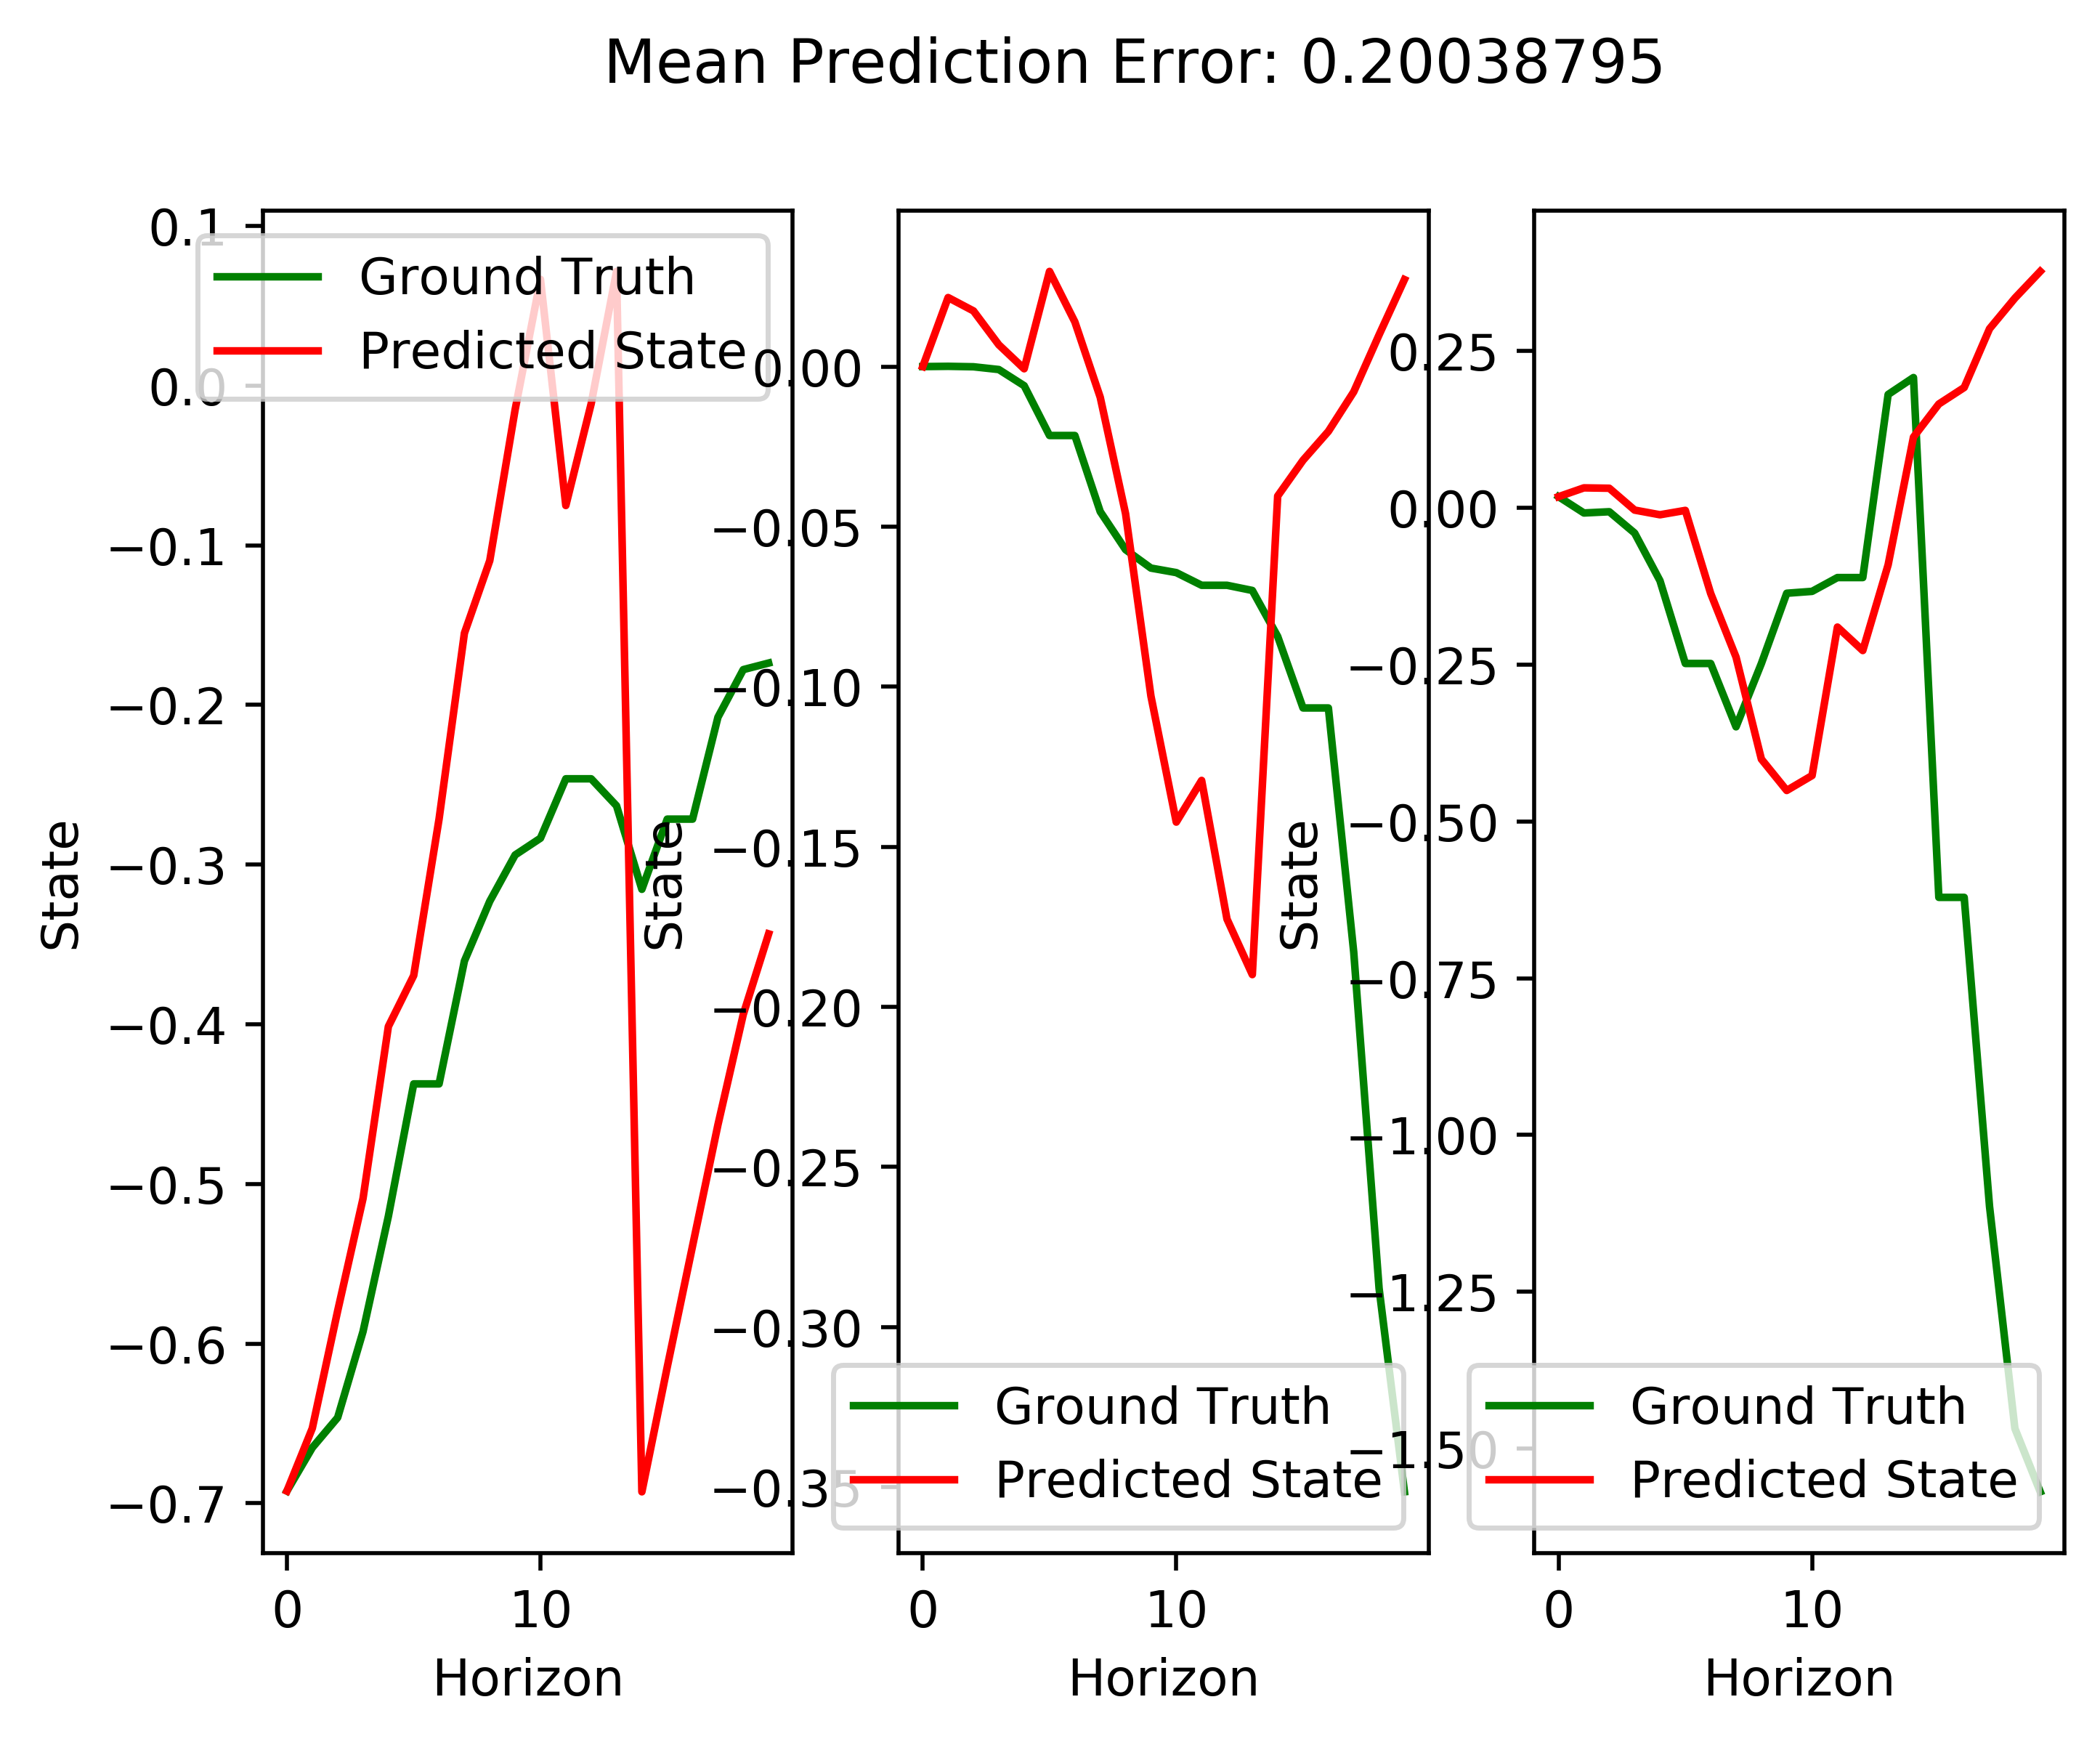 Mean Prediction Error: 0.20038795
0.1
0.0
−0.1
−0.2
−0.3
−0.4
−0.5
−0.6
−0.7
State
Ground Truth
Predicted State
0
10
Horizon
0.00
−0.05
−0.10
−0.15
−0.20
−0.25
−0.30
−0.35
State
Ground Truth
Predicted State
0
10
Horizon
0.25
0.00
−0.25
−0.50
−0.75
−1.00
−1.25
−1.50
State
Ground Truth
Predicted State
0
10
Horizon